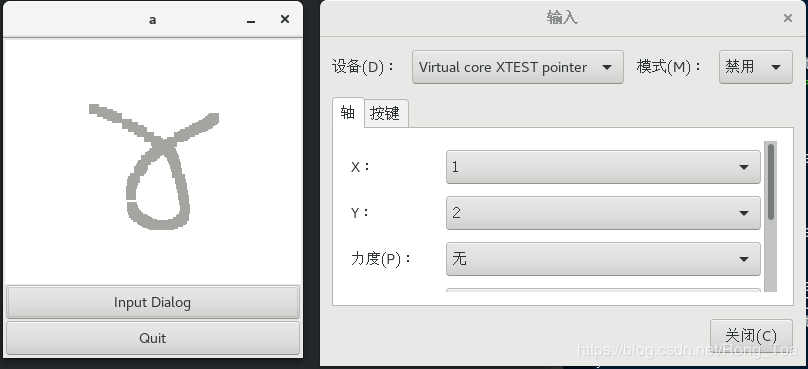 a
Input Dialog
Quit
输入
设备(D)： Virtual core XTEST pointer 模式(M)： 禁用
轴 按键
X： 1
Y： 2
力度(P)： 无
关闭(C)
https://blog.csdn.net/Rong_Toa